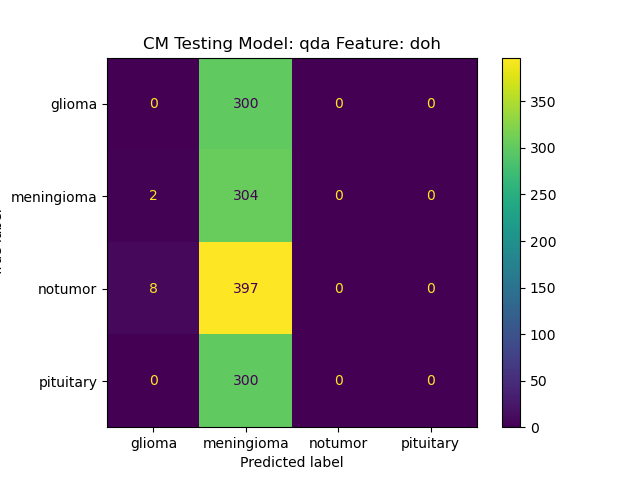 CM Testing Model: qda Feature: doh
glioma 0 300 0 0
meningioma 2 304 0 0
notumor 8 397 0 0
pituitary 0 300 0 0
glioma meningioma notumor pituitary
Predicted label
350
300
250
200
150
100
50
0